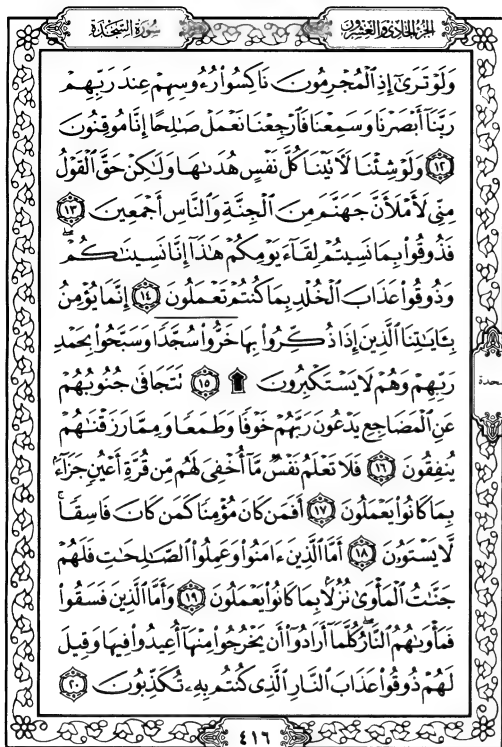 الجزء الحادي والعشرون
سورة السجدة
وَلَوْ تَرَىٰٓ إِذِ ٱلْمُجْرِمُونَ نَاكِسُوا۟ رُءُوسِهِمْ عِندَ رَبِّهِمْ
رَبَّنَآ أَبْصَرْنَا وَسَمِعْنَا فَٱرْجِعْنَا نَعْمَلْ صَٰلِحًا إِنَّا مُوقِنُونَ
١٢ وَلَوْ شِئْنَا لَءَاتَيْنَا كُلَّ نَفْسٍ هُدَىٰهَا وَلَٰكِنْ حَقَّ ٱلْقَوْلُ
مِنِّى لَأَمْلَأَنَّ جَهَنَّمَ مِنَ ٱلْجِنَّةِ وَٱلنَّاسِ أَجْمَعِينَ ١٣
فَذُوقُوا۟ بِمَا نَسِيتُمْ لِقَآءَ يَوْمِكُمْ هَٰذَآ إِنَّا نَسِينَٰكُمْ ۖ
وَذُوقُوا۟ عَذَابَ ٱلْخُلْدِ بِمَا كُنتُمْ تَعْمَلُونَ ١٤ إِنَّمَا يُؤْمِنُ
بِـَٔايَٰتِنَا ٱلَّذِينَ إِذَا ذُكِّرُوا۟ بِهَا خَرُّوا۟ سُجَّدًا وَسَبَّحُوا۟ بِحَمْدِ
رَبِّهِمْ وَهُمْ لَا يَسْتَكْبِرُونَ ۩ ١٥ تَتَجَافَىٰ جُنُوبُهُمْ
عَنِ ٱلْمَضَاجِعِ يَدْعُونَ رَبَّهُمْ خَوْفًا وَطَمَعًا وَمِمَّا رَزَقْنَٰهُمْ
يُنفِقُونَ ١٦ فَلَا تَعْلَمُ نَفْسٌ مَّآ أُخْفِىَ لَهُم مِّن قُرَّةِ أَعْيُنٍ جَزَآءًۢ
بِمَا كَانُوا۟ يَعْمَلُونَ ١٧ أَفَمَن كَانَ مُؤْمِنًا كَمَن كَانَ فَاسِقًا ۚ
لَّا يَسْتَوُۥنَ ١٨ أَمَّا ٱلَّذِينَ ءَامَنُوا۟ وَعَمِلُوا۟ ٱلصَّٰلِحَٰتِ فَلَهُمْ
جَنَّٰتُ ٱلْمَأْوَىٰ نُزُلًۢا بِمَا كَانُوا۟ يَعْمَلُونَ ١٩ وَأَمَّا ٱلَّذِينَ فَسَقُوا۟
فَمَأْوَىٰهُمُ ٱلنَّارُ ۖ كُلَّمَآ أَرَادُوٓا۟ أَن يَخْرُجُوا۟ مِنْهَآ أُعِيدُوا۟ فِيهَا وَقِيلَ
لَهُمْ ذُوقُوا۟ عَذَابَ ٱلنَّارِ ٱلَّذِى كُنتُم بِهِۦ تُكَذِّبُونَ ٢٠
٤١٦